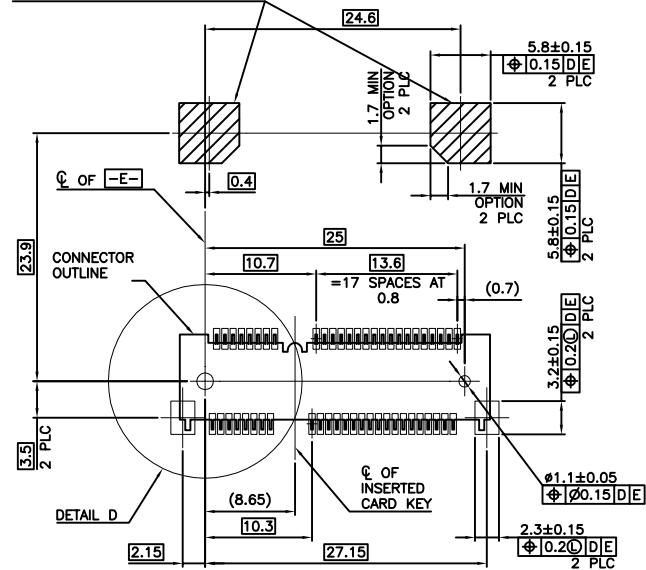 24.6
5.8±0.15
⌖ 0.15 D E
2 PLC
1.7 MIN
OPTION
2 PLC
0.4
1.7 MIN
OPTION
2 PLC
5.8±0.15
⌖ 0.15 D E
2 PLC
℄ OF -E-
23.9
25
CONNECTOR
OUTLINE
10.7
13.6
=17 SPACES AT
0.8
(0.7)
3.2±0.15
⌖ 0.2Ⓛ D E
2 PLC
3.5
2 PLC
℄ OF
INSERTED
CARD KEY
ø1.1±0.05
⌖ Ø0.15 D E
DETAIL D
(8.65)
10.3
2.15
27.15
2.3±0.15
⌖ 0.2Ⓛ D E
2 PLC